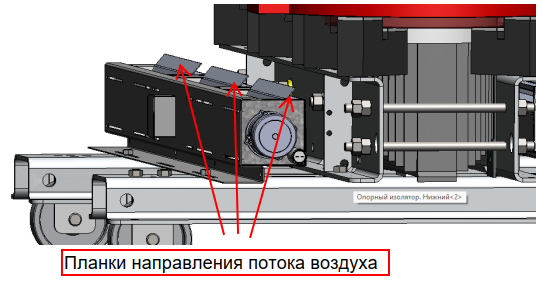 Опорный изолятор. Нижний<2>
Планки направления потока воздуха